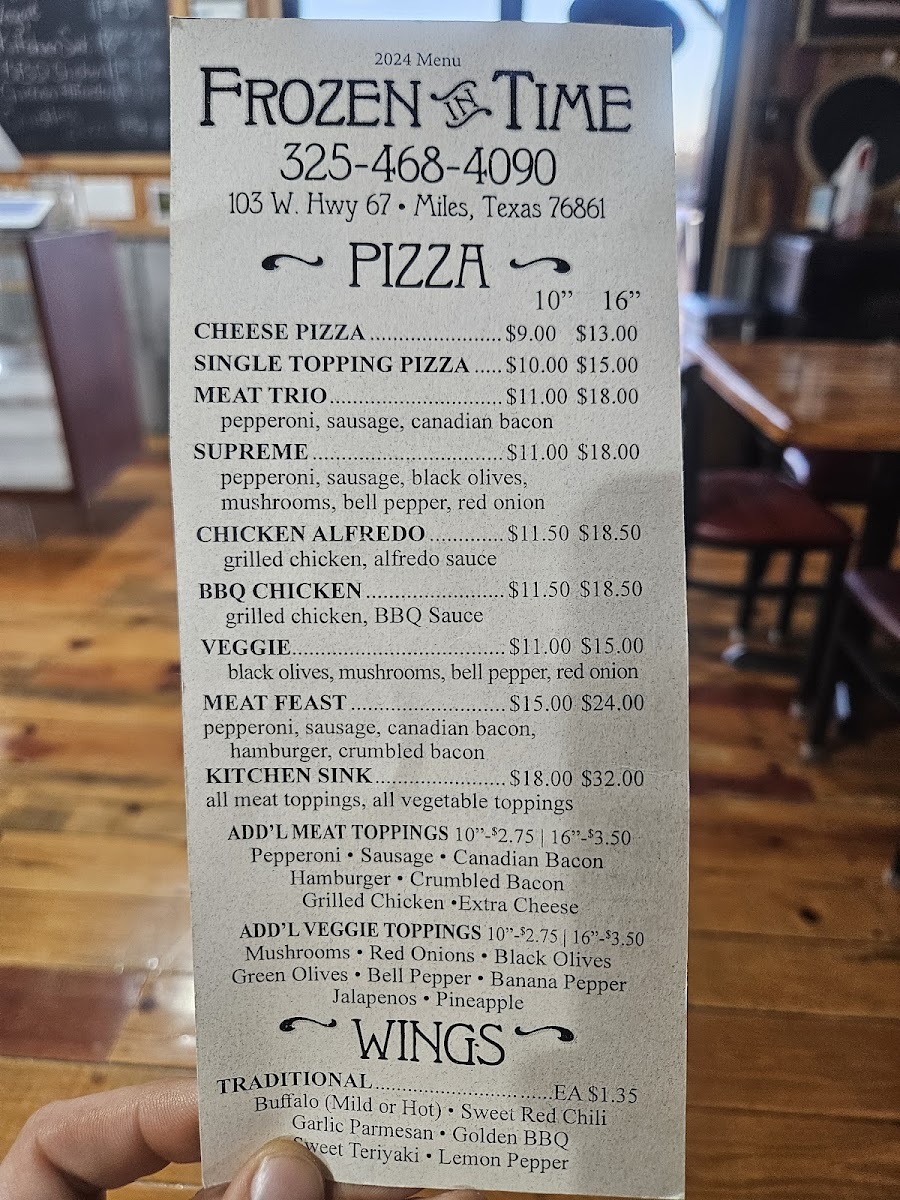 2024 Menu
FROZEN IN TIME
325-468-4090
103 W. Hwy 67 • Miles, Texas 76861
PIZZA
10” 16”
CHEESE PIZZA ........................ $9.00 $13.00
SINGLE TOPPING PIZZA ..... $10.00 $15.00
MEAT TRIO ............................... $11.00 $18.00
pepperoni, sausage, canadian bacon
SUPREME ................................... $11.00 $18.00
pepperoni, sausage, black olives,
mushrooms, bell pepper, red onion
CHICKEN ALFREDO ............. $11.50 $18.50
grilled chicken, alfredo sauce
BBQ CHICKEN ......................... $11.50 $18.50
grilled chicken, BBQ Sauce
VEGGIE ....................................... $11.00 $15.00
black olives, mushrooms, bell pepper, red onion
MEAT FEAST ............................ $15.00 $24.00
pepperoni, sausage, canadian bacon,
hamburger, crumbled bacon
KITCHEN SINK ........................ $18.00 $32.00
all meat toppings, all vegetable toppings
ADD’L MEAT TOPPINGS 10”-$2.75 | 16”-$3.50
Pepperoni • Sausage • Canadian Bacon
Hamburger • Crumbled Bacon
Grilled Chicken •Extra Cheese
ADD’L VEGGIE TOPPINGS 10”-$2.75 | 16”-$3.50
Mushrooms • Red Onions • Black Olives
Green Olives • Bell Pepper • Banana Pepper
Jalapenos • Pineapple
WINGS
TRADITIONAL ................................ EA $1.35
Buffalo (Mild or Hot) • Sweet Red Chili
Garlic Parmesan • Golden BBQ
Sweet Teriyaki • Lemon Pepper